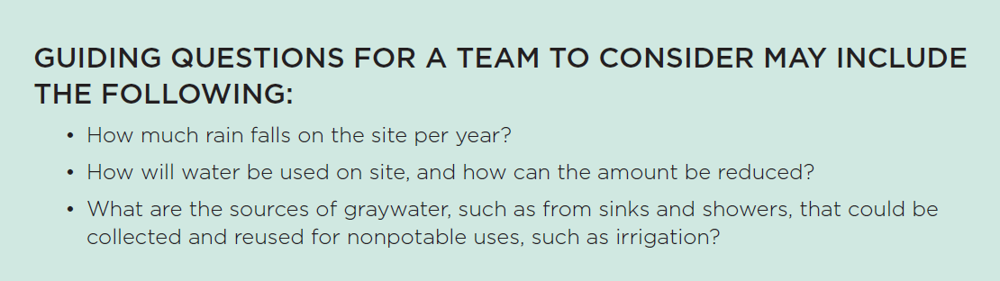 GUIDING QUESTIONS FOR A TEAM TO CONSIDER MAY INCLUDE
THE FOLLOWING:
• How much rain falls on the site per year?
• How will water be used on site, and how can the amount be reduced?
• What are the sources of graywater, such as from sinks and showers, that could be
collected and reused for nonpotable uses, such as irrigation?